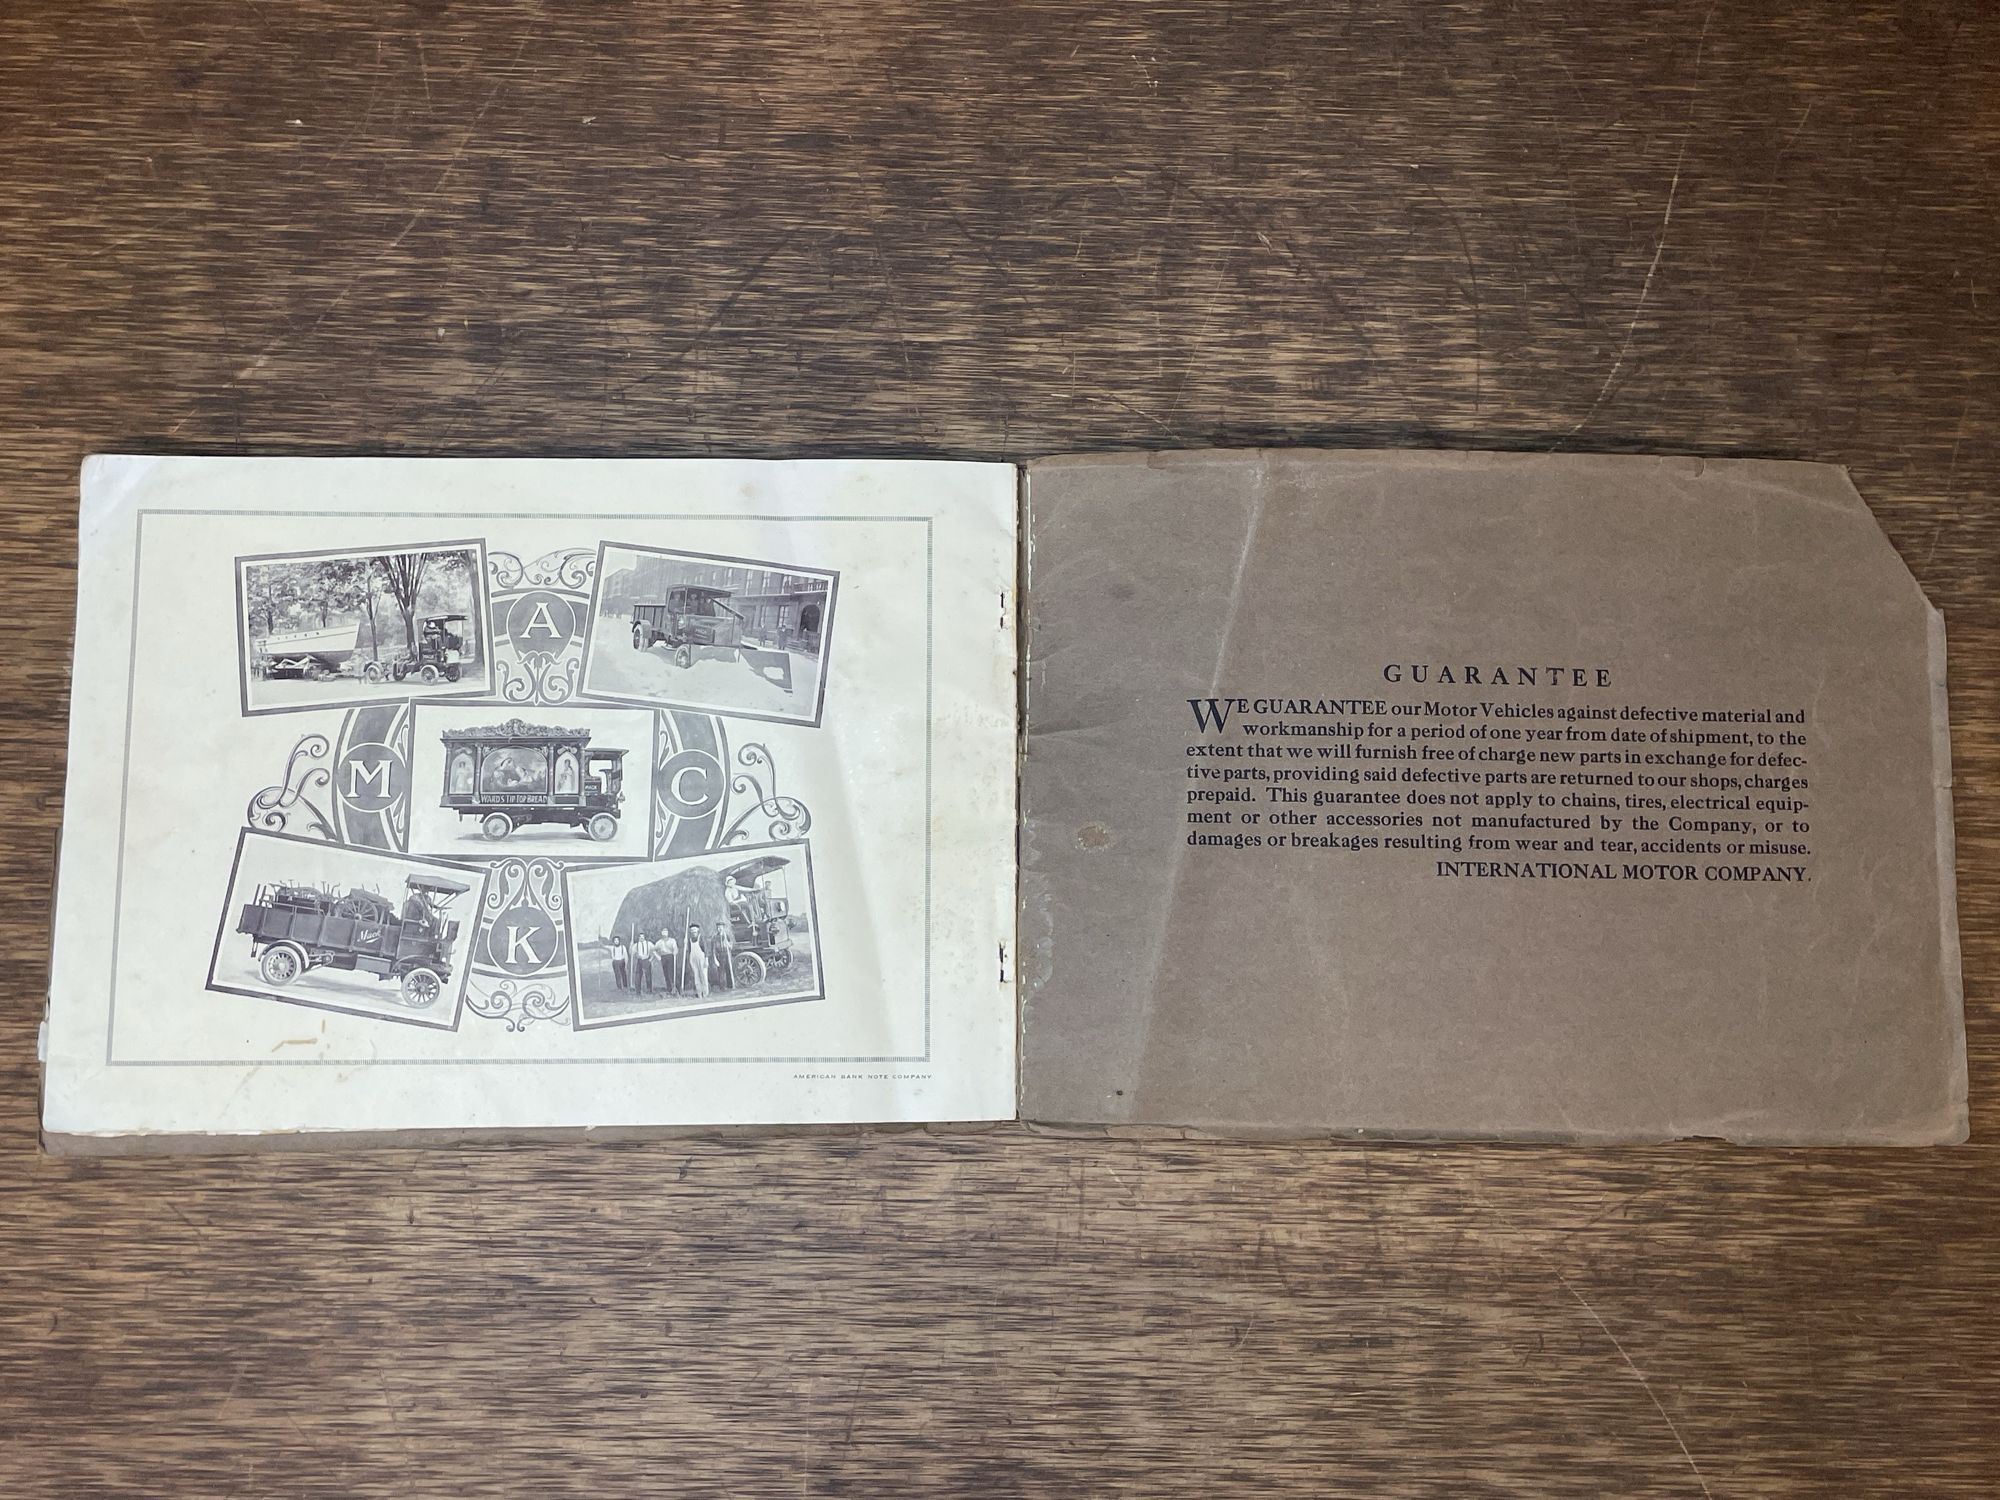 A
M
C
K
WARD'S TIP TOP BREAD
MACK
Mack
AMERICAN BANK NOTE COMPANY
GUARANTEE
WE GUARANTEE our Motor Vehicles against defective material and
workmanship for a period of one year from date of shipment, to the
extent that we will furnish free of charge new parts in exchange for defec-
tive parts, providing said defective parts are returned to our shops, charges
prepaid. This guarantee does not apply to chains, tires, electrical equip-
ment or other accessories not manufactured by the Company, or to
damages or breakages resulting from wear and tear, accidents or misuse.
INTERNATIONAL MOTOR COMPANY.